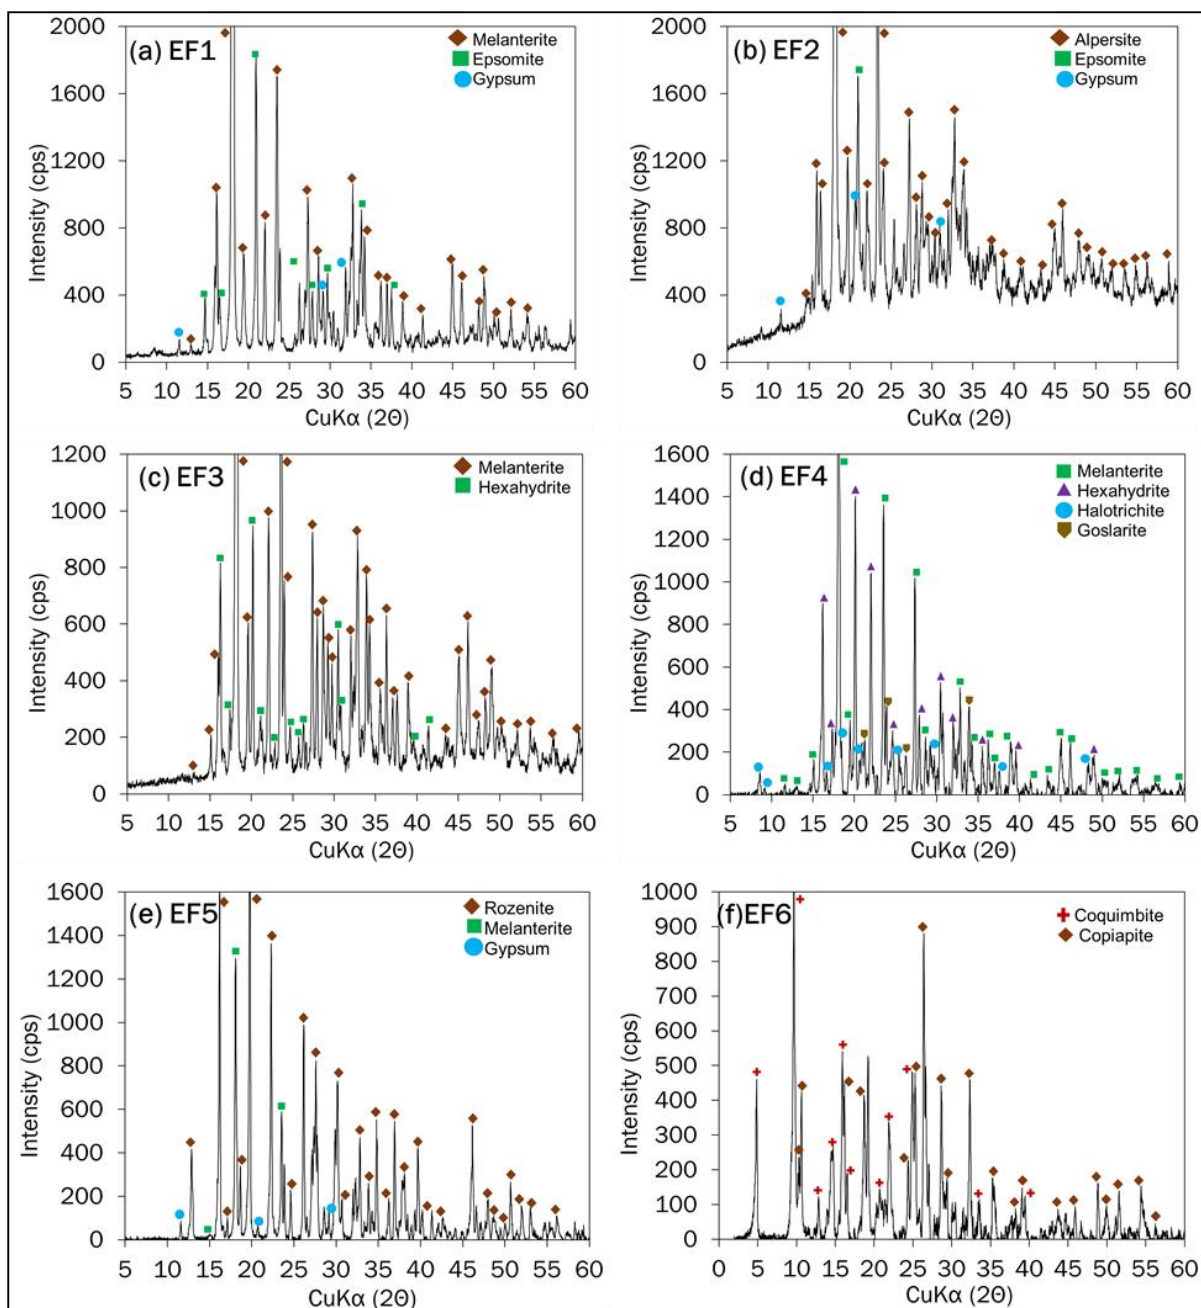 (a) EF1
Melanterite
Epsomite
Gypsum
Intensity (cps)
2000
1600
1200
800
400
0
5 10 15 20 25 30 35 40 45 50 55 60
CuKα (2Θ)
(b) EF2
Alpersite
Epsomite
Gypsum
Intensity (cps)
2000
1600
1200
800
400
0
5 10 15 20 25 30 35 40 45 50 55 60
CuKα (2Θ)
(c) EF3
Melanterite
Hexahydrite
Intensity (cps)
1200
1000
800
600
400
200
0
5 10 15 20 25 30 35 40 45 50 55 60
CuKα (2Θ)
(d) EF4
Melanterite
Hexahydrite
Halotrichite
Goslarite
Intensity (cps)
1600
1400
1200
1000
800
600
400
200
0
5 10 15 20 25 30 35 40 45 50 55 60
CuKα (2Θ)
(e) EF5
Rozenite
Melanterite
Gypsum
Intensity (cps)
1600
1400
1200
1000
800
600
400
200
0
5 10 15 20 25 30 35 40 45 50 55 60
CuKα (2Θ)
(f)EF6
Coquimbite
Copiapite
Intensity (cps)
1000
900
800
700
600
500
400
300
200
100
0
0 5 10 15 20 25 30 35 40 45 50 55 60
CuKα (2Θ)